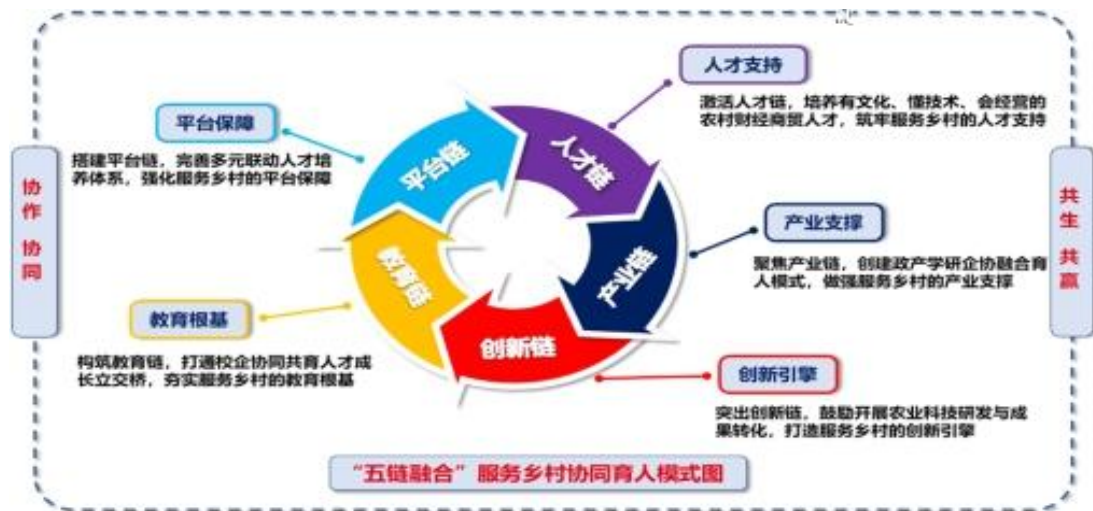 人才支持
激活人才链，培养有文化、懂技术、会经营的
农村财经商贸人才，筑牢服务乡村的人才支持
平台保障
搭建平台链，完善多元联动人才培
养体系，强化服务乡村的平台保障
协作 协同
共生 共赢
平台链
人才链
产业链
创新链
教育链
产业支撑
聚焦产业链，创建政产学研企协融合育
人模式，做强服务乡村的产业支撑
教育根基
构筑教育链，打通校企协同共育人才成
长立交桥，夯实服务乡村的教育根基
创新引擎
突出创新链，鼓励开展农业科技研发与成
果转化，打造服务乡村的创新引擎
“五链融合”服务乡村协同育人模式图